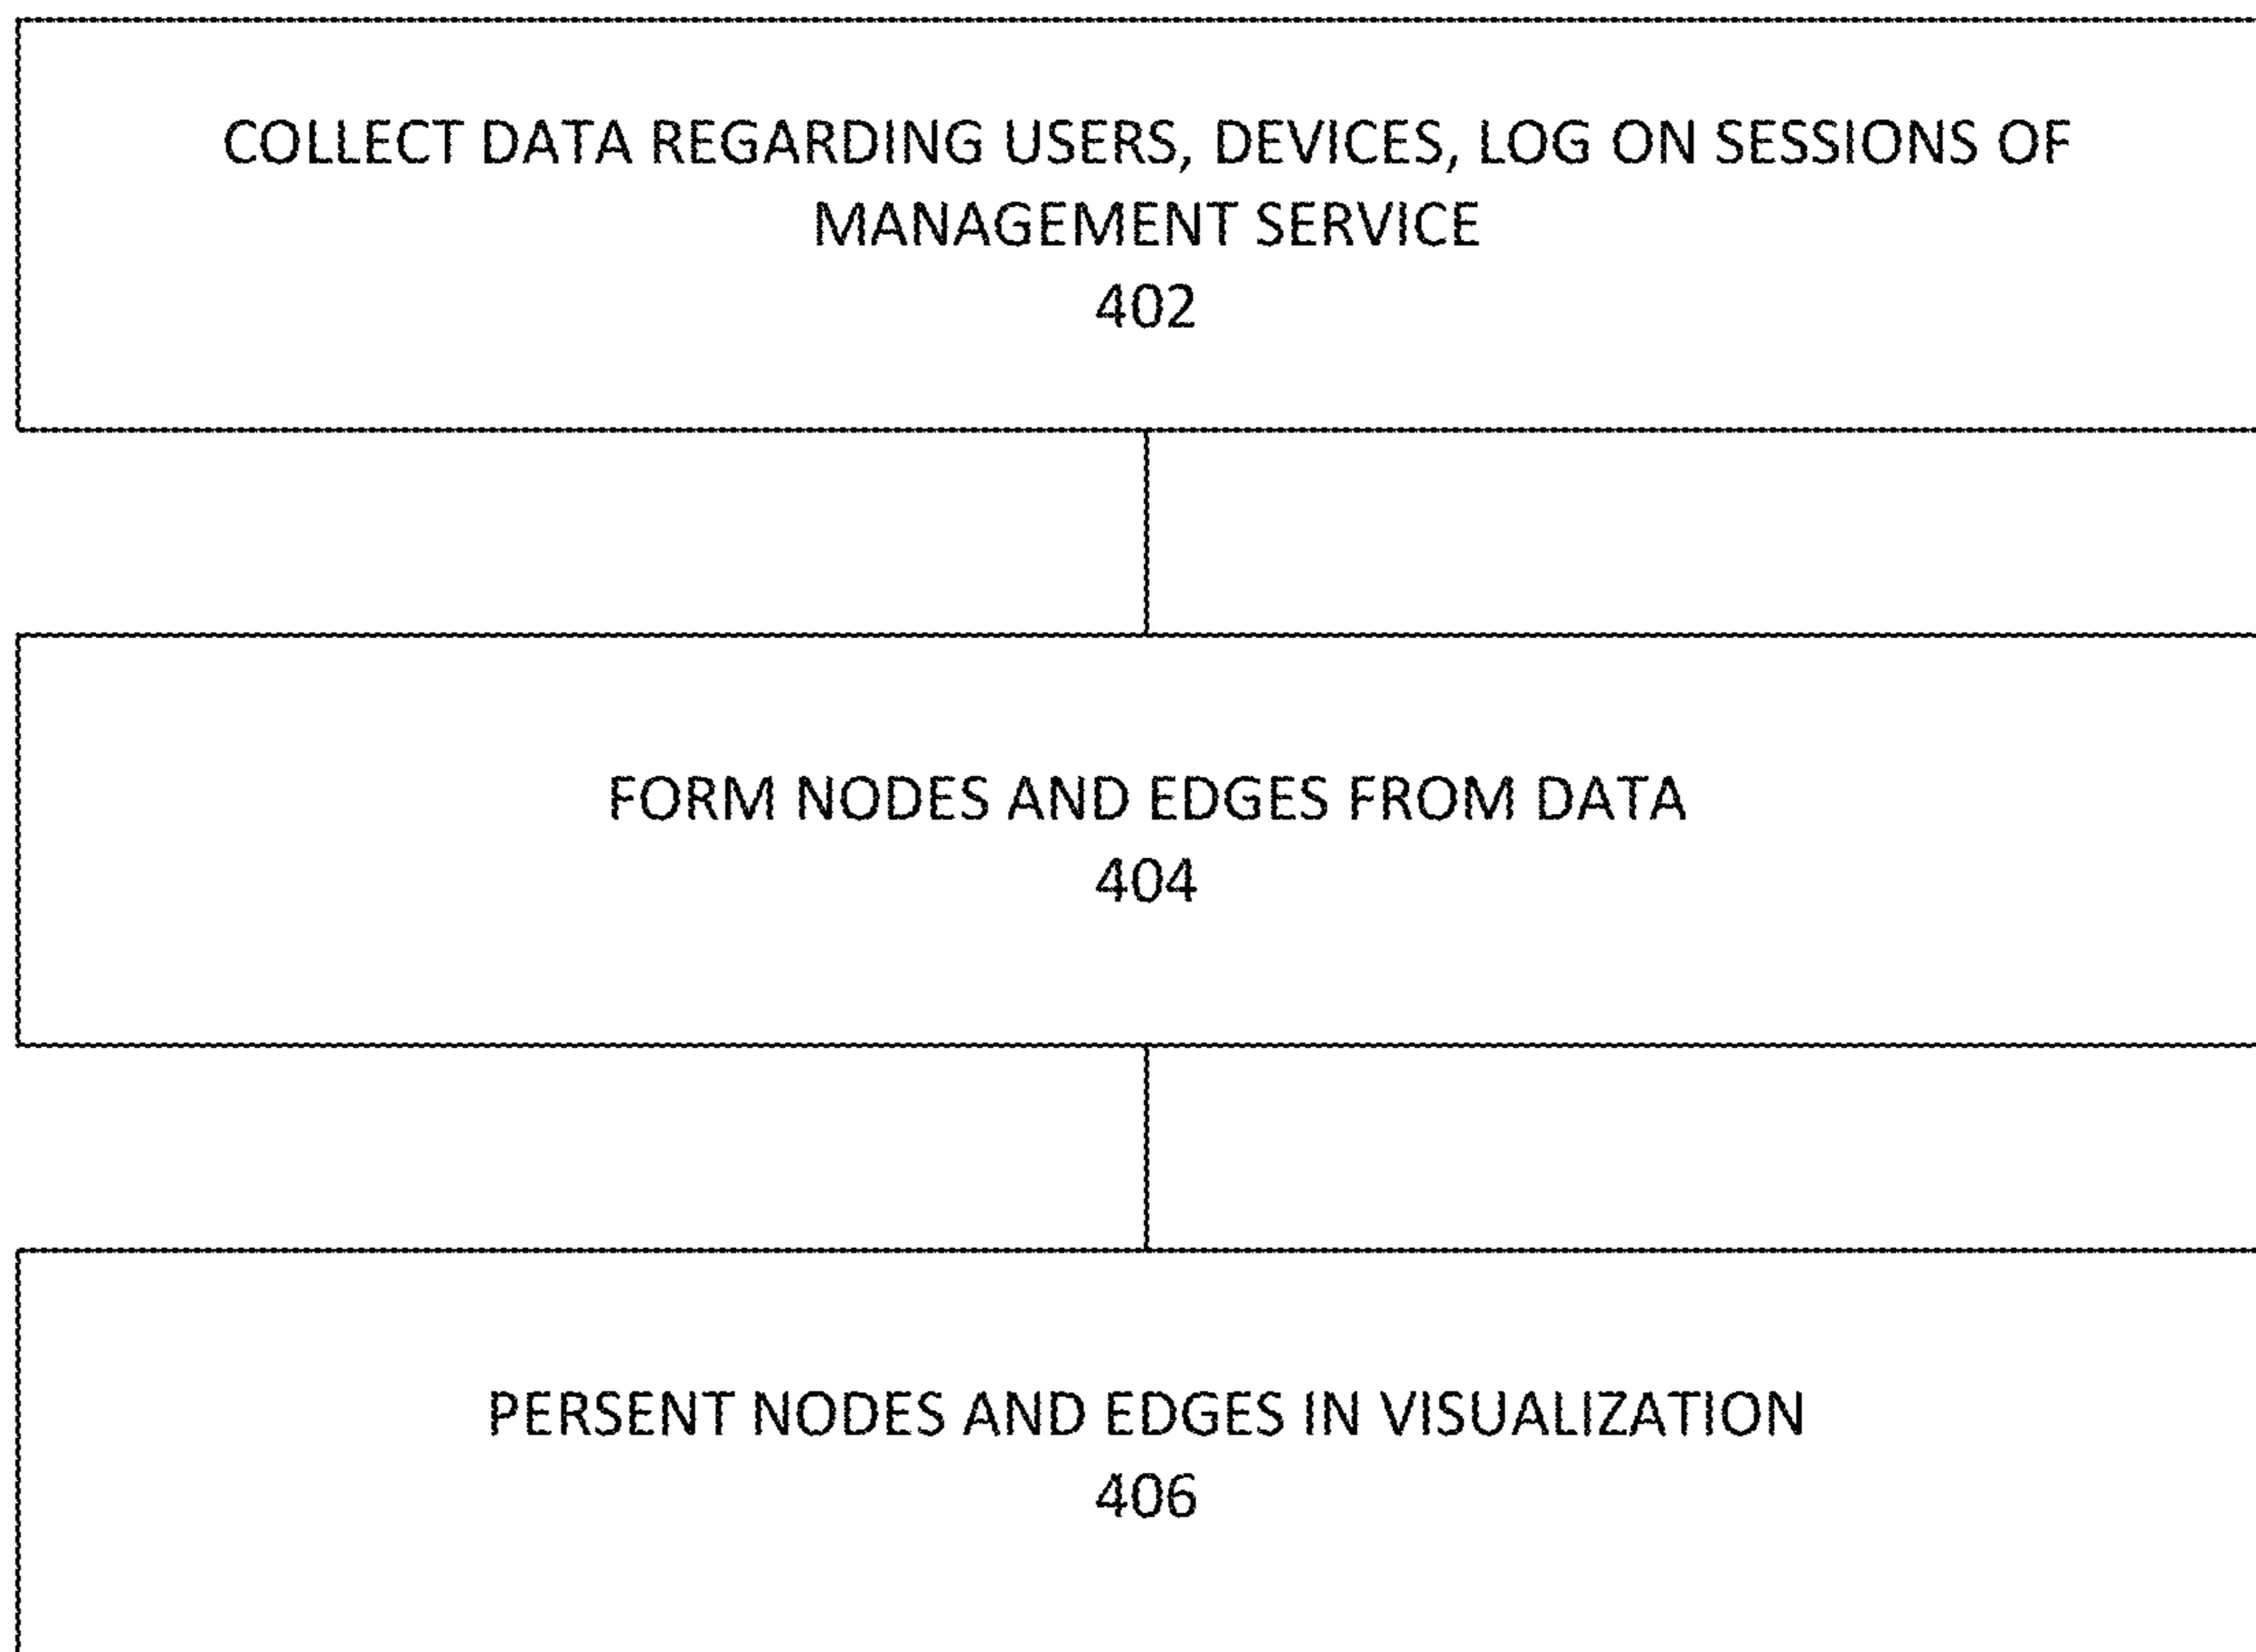 COLLECT DATA REGARDING USERS, DEVICES, LOG ON SESSIONS OF
MANAGEMENT SERVICE
402
FORM NODES AND EDGES FROM DATA
404
PERSENT NODES AND EDGES IN VISUALIZATION
406